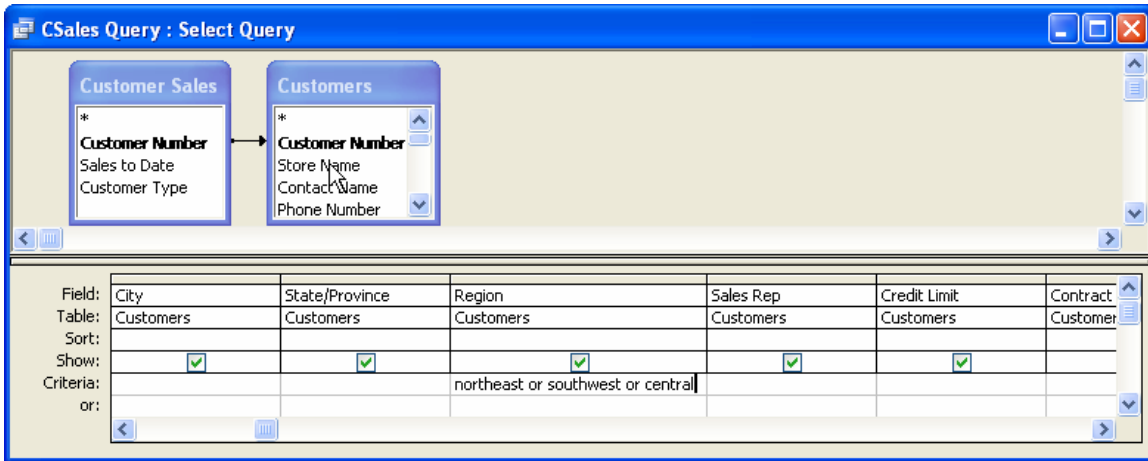 CSales Query : Select Query
Customer Sales
*
Customer Number
Sales to Date
Customer Type
Customers
*
Customer Number
Store Name
Contact Name
Phone Number
Field: City State/Province Region Sales Rep Credit Limit Contract
Table: Customers Customers Customers Customers Customers Customer
Sort:
Show:
Criteria: northeast or southwest or central
or: